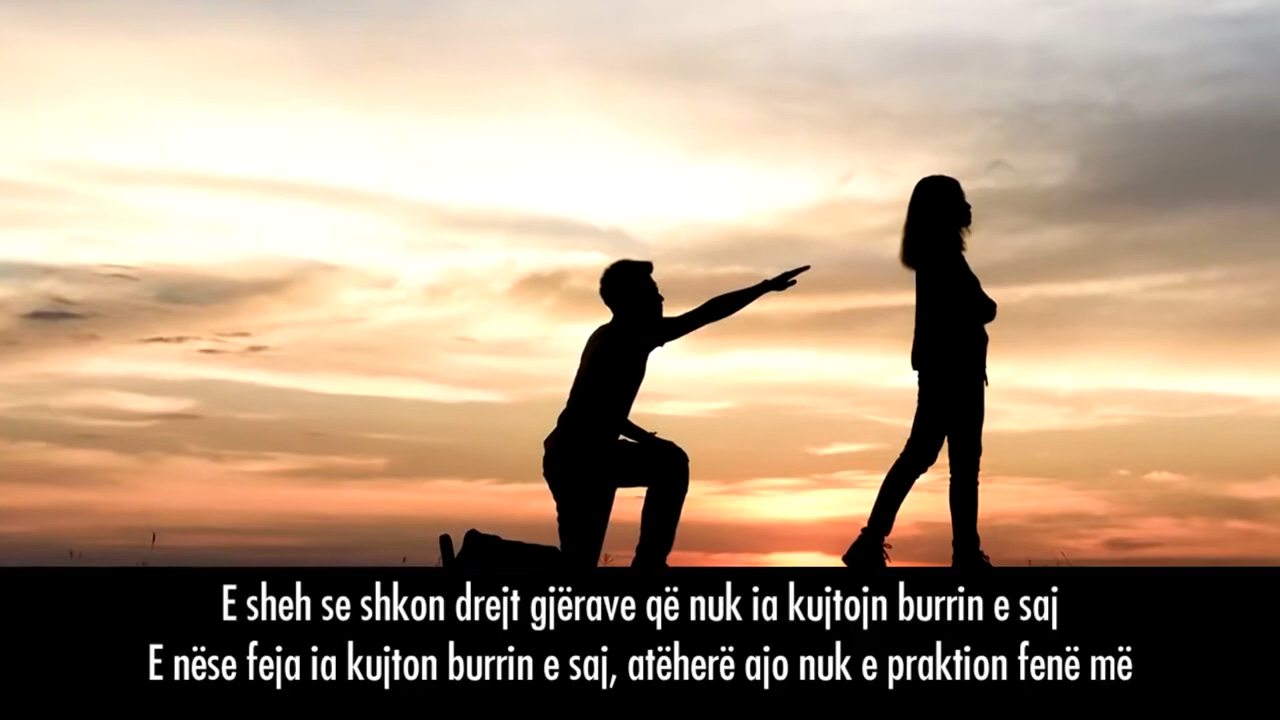 E sheh se shkon drejt gjërave që nuk ia kujtojn burrin e saj
E nëse feja ia kujton burrin e saj, atëherë ajo nuk e praktion fenë më